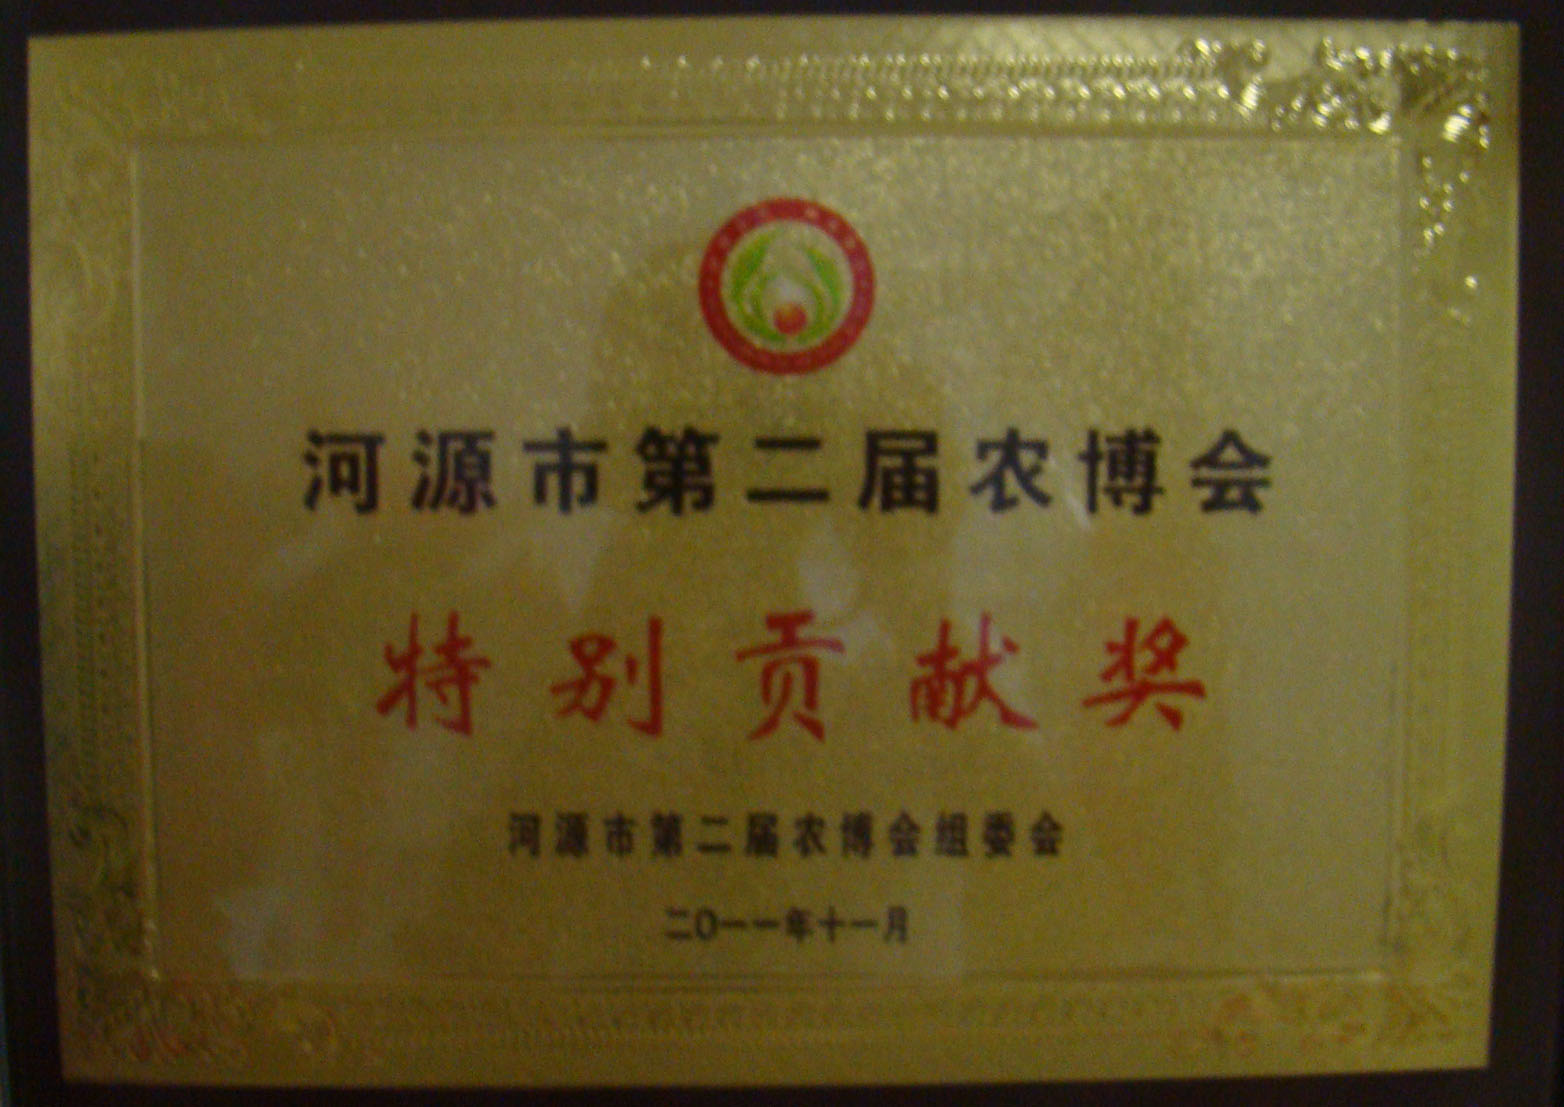 河源市第二届农博会
特别贡献奖
河源市第二届农博会组委会
二〇一一年十一月